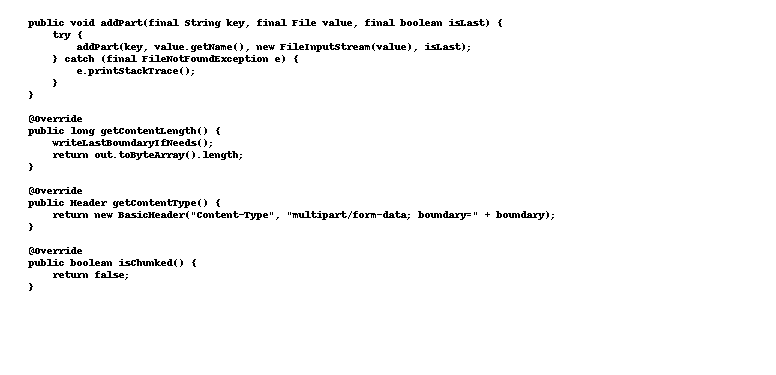 public void addPart(final String key, final File value, final boolean isLast) {
    try {
        addPart(key, value.getName(), new FileInputStream(value), isLast);
    } catch (final FileNotFoundException e) {
        e.printStackTrace();
    }
}

@Override
public long getContentLength() {
    writeLastBoundaryIfNeeds();
    return out.toByteArray().length;
}

@Override
public Header getContentType() {
    return new BasicHeader("Content-Type", "multipart/form-data; boundary=" + boundary);
}

@Override
public boolean isChunked() {
    return false;
}